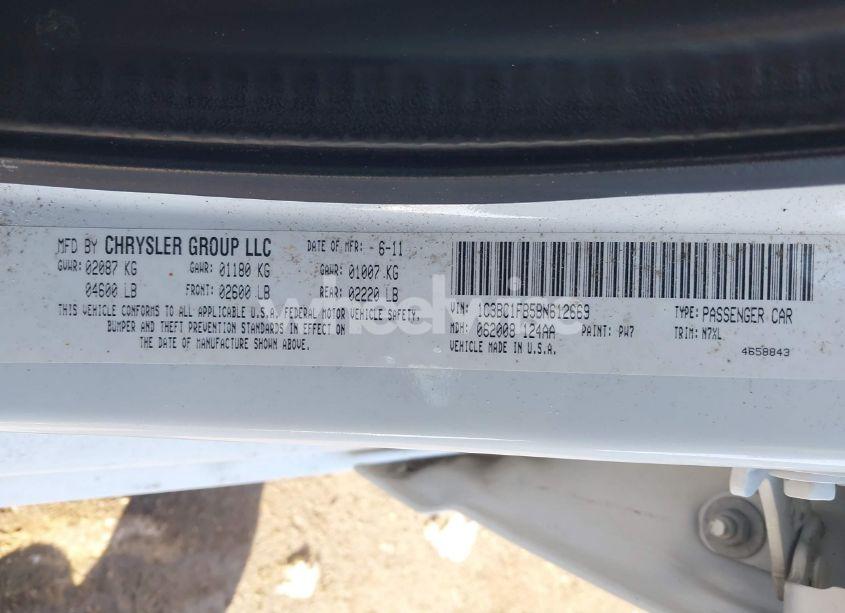 MFD BY CHRYSLER GROUP LLC DATE OF MFR: - 6-11
GVWR: 02087 KG GAWR: 01180 KG GAWR: 01007 KG
04600 LB FRONT: 02600 LB REAR: 02220 LB
THIS VEHICLE CONFORMS TO ALL APPLICABLE U.S.A. FEDERAL MOTOR VEHICLE SAFETY,
BUMPER AND THEFT PREVENTION STANDARDS IN EFFECT ON
THE DATE OF MANUFACTURE SHOWN ABOVE.
VIN: 1C3BC1FB59N612669 TYPE: PASSENGER CAR
MDH: 062008 124AA PAINT: PW7 TRIM: N7XL
VEHICLE MADE IN U.S.A. 4658843